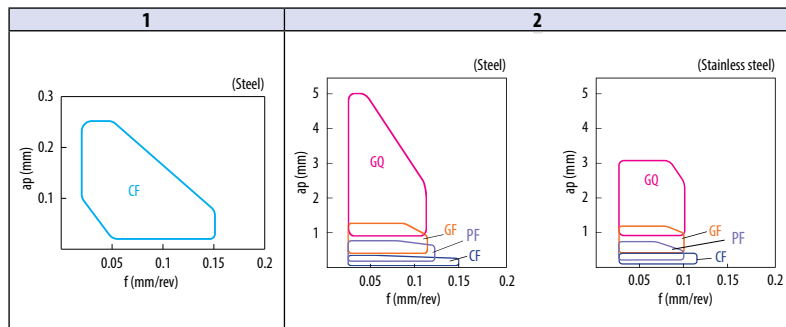 1
2
(Steel)
0.3
0.2
0.1
ap (mm)
CF
0.05
0.1
0.15
0.2
f (mm/rev)
(Steel)
5
4
3
2
1
ap (mm)
GQ
GF
PF
CF
0.05
0.1
0.15
0.2
f (mm/rev)
(Stainless steel)
5
4
3
2
1
ap (mm)
GQ
GF
PF
CF
0.05
0.1
0.15
0.2
f (mm/rev)